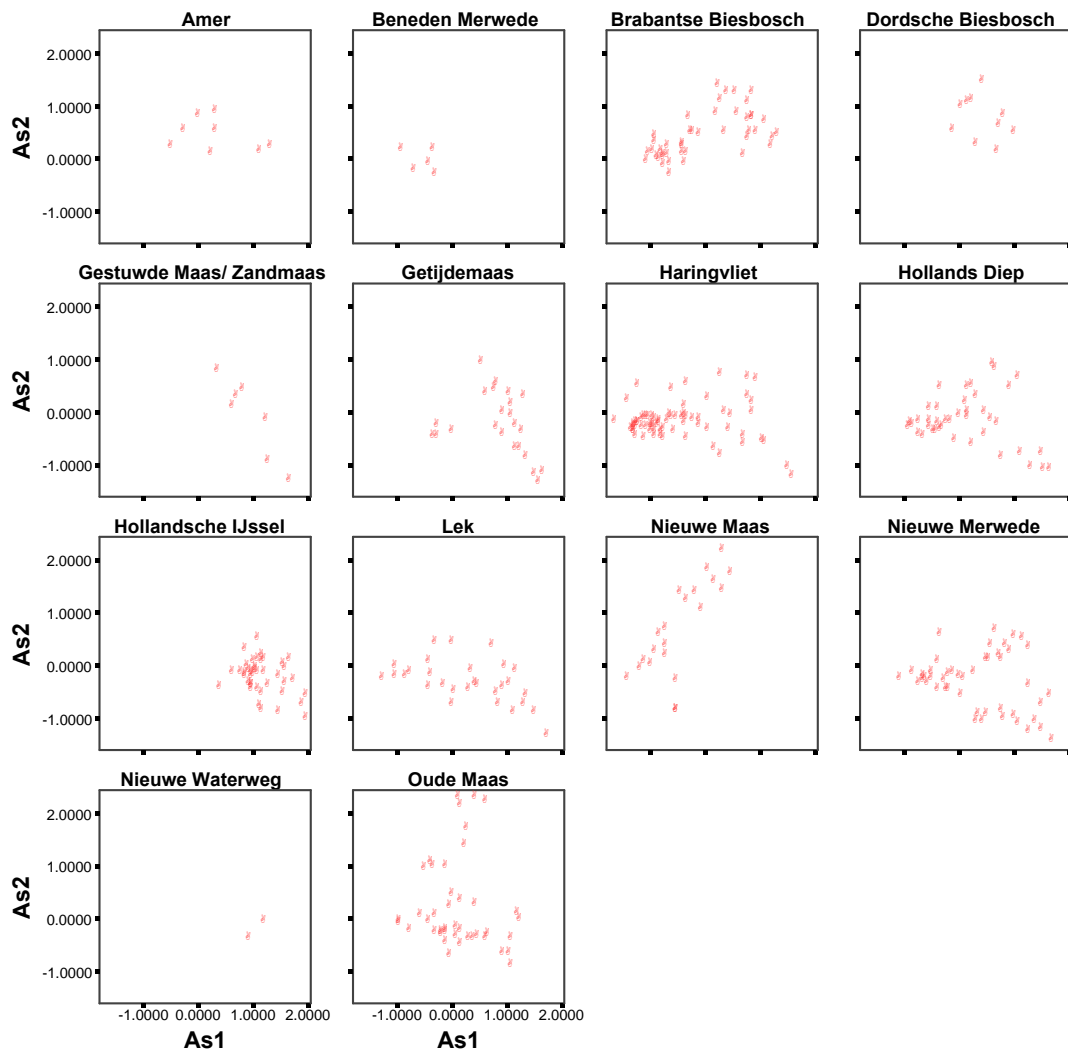 Amer Beneden Merwede Brabantse Biesbosch Dordsche Biesbosch
2.0000
1.0000
0.0000
-1.0000
As2
Gestuwde Maas/ Zandmaas Getijdemaas Haringvliet Hollands Diep
2.0000
1.0000
0.0000
-1.0000
As2
Hollandsche IJssel Lek Nieuwe Maas Nieuwe Merwede
2.0000
1.0000
0.0000
-1.0000
As2
Nieuwe Waterweg Oude Maas
2.0000
1.0000
0.0000
-1.0000
As2
-1.0000 0.0000 1.0000 2.0000 -1.0000 0.0000 1.0000 2.0000
As1 As1